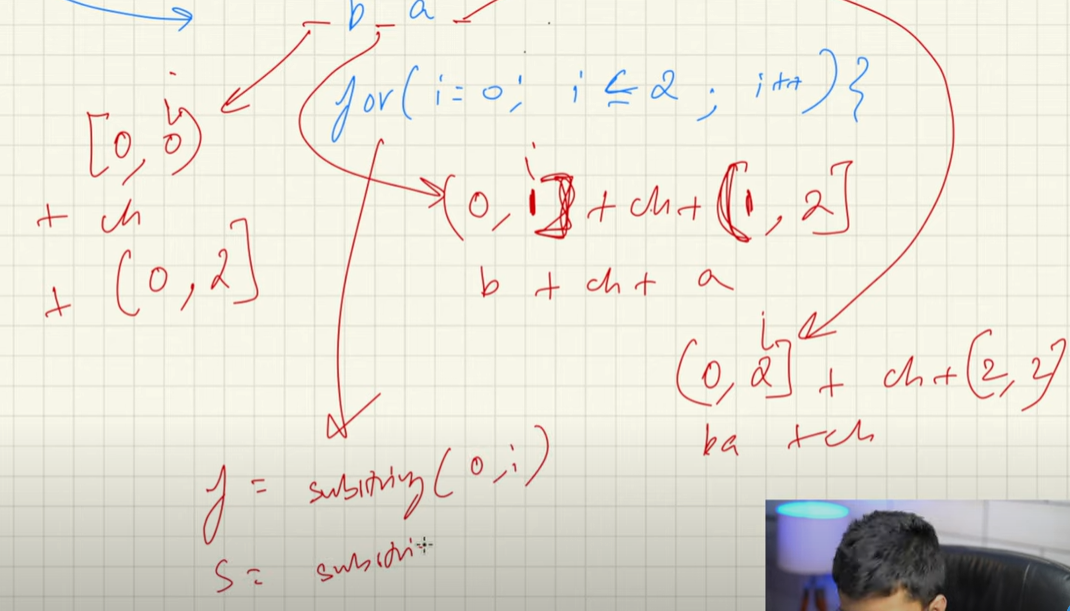 _ b _ a _
for(i=0; i ≤ 2 ; i++){
i
[0, 0)
+ ch
+ (0, 2]
i
(0, 1] + ch + [1, 2]
b + ch + a
i
(0, 2] + ch + (2, 2]
ba + ch
f = substring(0, i)
s = substri